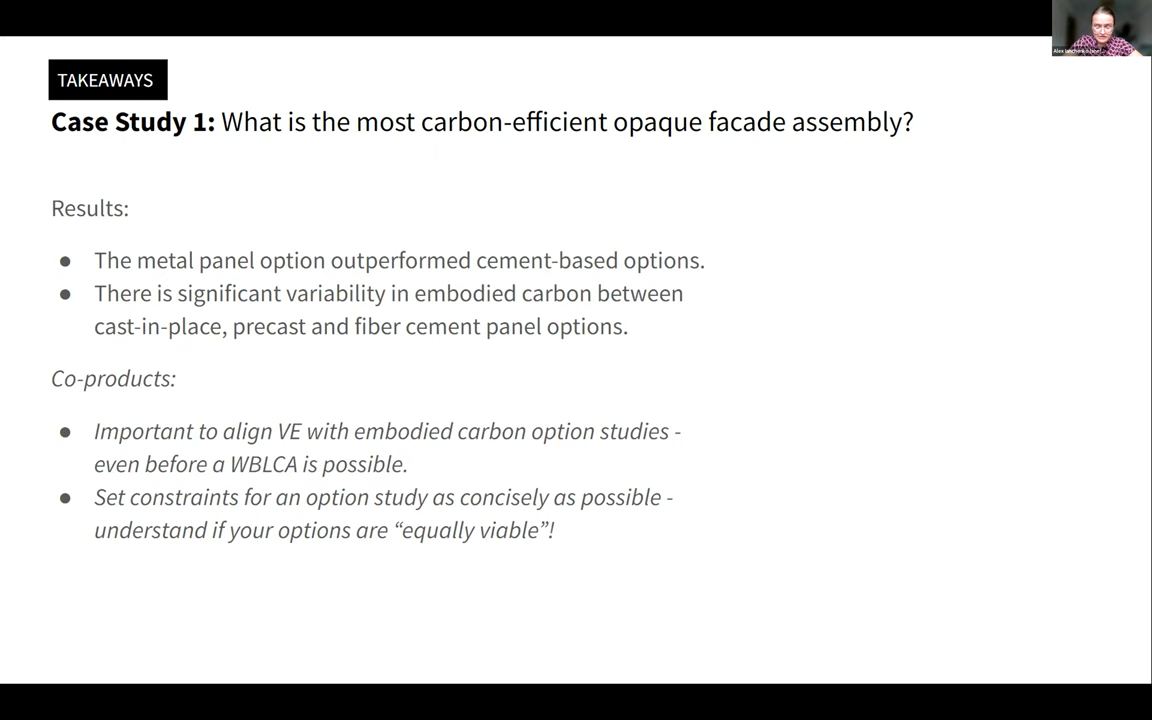 TAKEAWAYS
Case Study 1: What is the most carbon-efficient opaque facade assembly?
Results:
● The metal panel option outperformed cement-based options.
● There is significant variability in embodied carbon between
cast-in-place, precast and fiber cement panel options.
Co-products:
● Important to align VE with embodied carbon option studies -
even before a WBLCA is possible.
● Set constraints for an option study as concisely as possible -
understand if your options are “equally viable”!
Alex